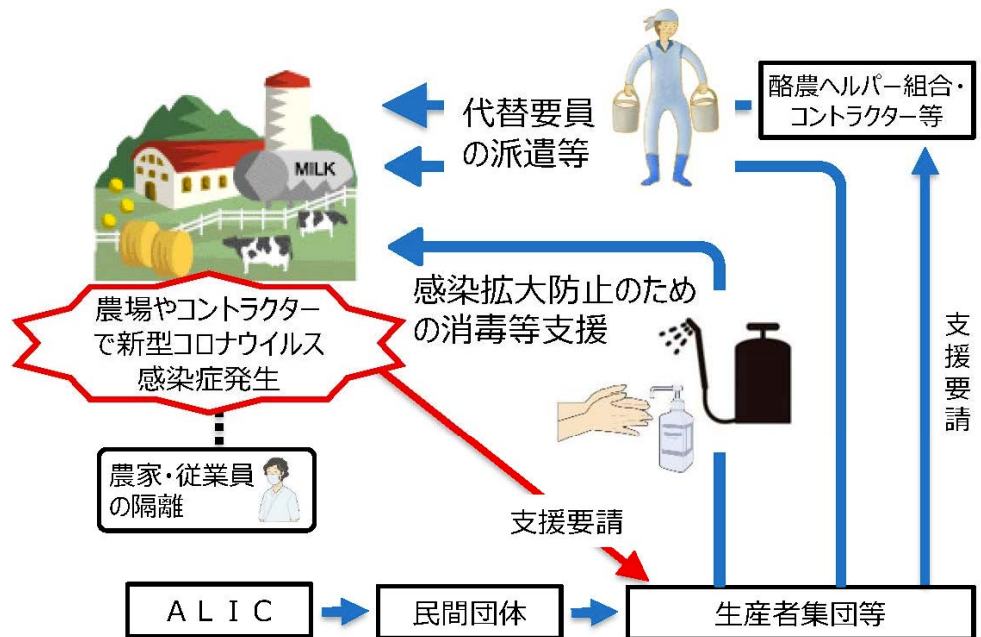 酪農ヘルパー組合・
コントラクター等
代替要員
の派遣等
MILK
感染拡大防止のため
の消毒等支援
農場やコントラクター
で新型コロナウイルス
感染症発生
支援要請
農家・従業員
の隔離
支援要請
ＡＬＩＣ
民間団体
生産者集団等